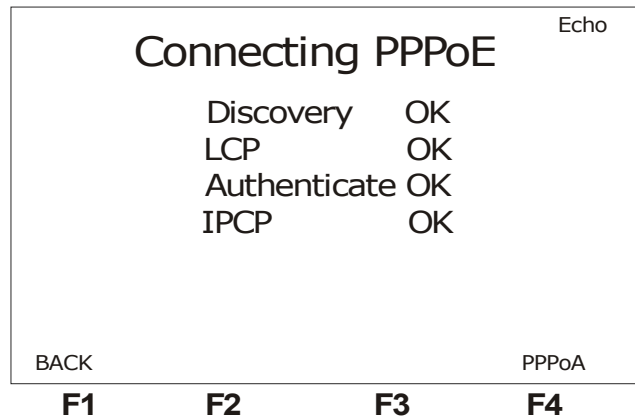 Echo
Connecting PPPoE
Discovery OK
LCP OK
Authenticate OK
IPCP OK
BACK PPPoA
F1 F2 F3 F4